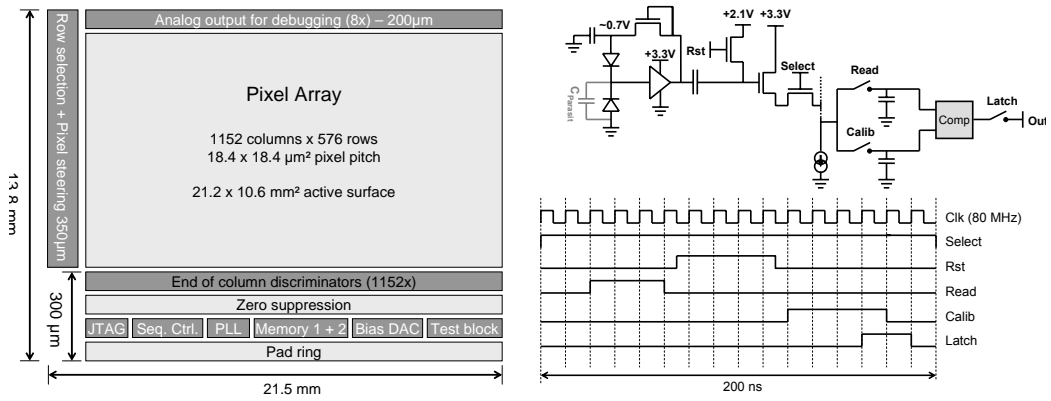 Analog output for debugging (8x) – 200µm
Row selection + Pixel steering 350µm
Pixel Array
1152 columns x 576 rows
18.4 x 18.4 µm² pixel pitch
21.2 x 10.6 mm² active surface
13.8 mm
300 µm
End of column discriminators (1152x)
Zero suppression
JTAG Seq. Ctrl. PLL Memory 1 + 2 Bias DAC Test block
Pad ring
21.5 mm
~0.7V
+3.3V
C Parasit
Rst
+2.1V
+3.3V
Select
Read
Calib
Comp
Latch
Out
Clk (80 MHz)
Select
Rst
Read
Calib
Latch
200 ns